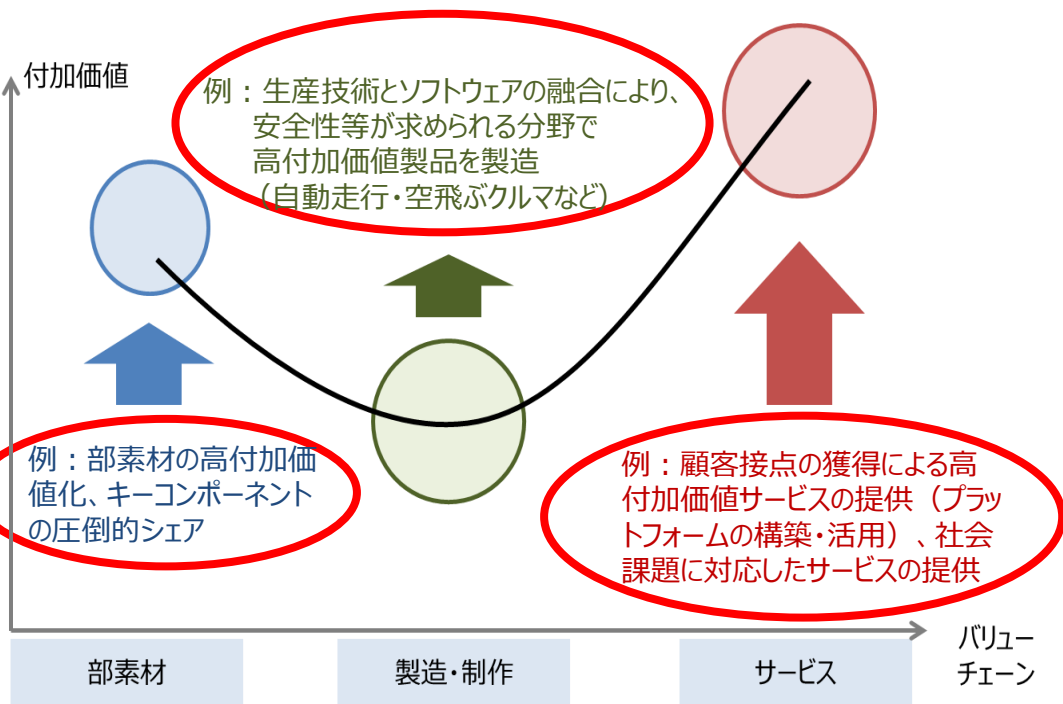 付加価値
例：生産技術とソフトウェアの融合により、
安全性等が求められる分野で
高付加価値製品を製造
（自動走行・空飛ぶクルマなど）
例：部素材の高付加価
値化、キーコンポーネント
の圧倒的シェア
例：顧客接点の獲得による高
付加価値サービスの提供（プラッ
トフォームの構築・活用）、社会
課題に対応したサービスの提供
部素材
製造・制作
サービス
バリュー
チェーン